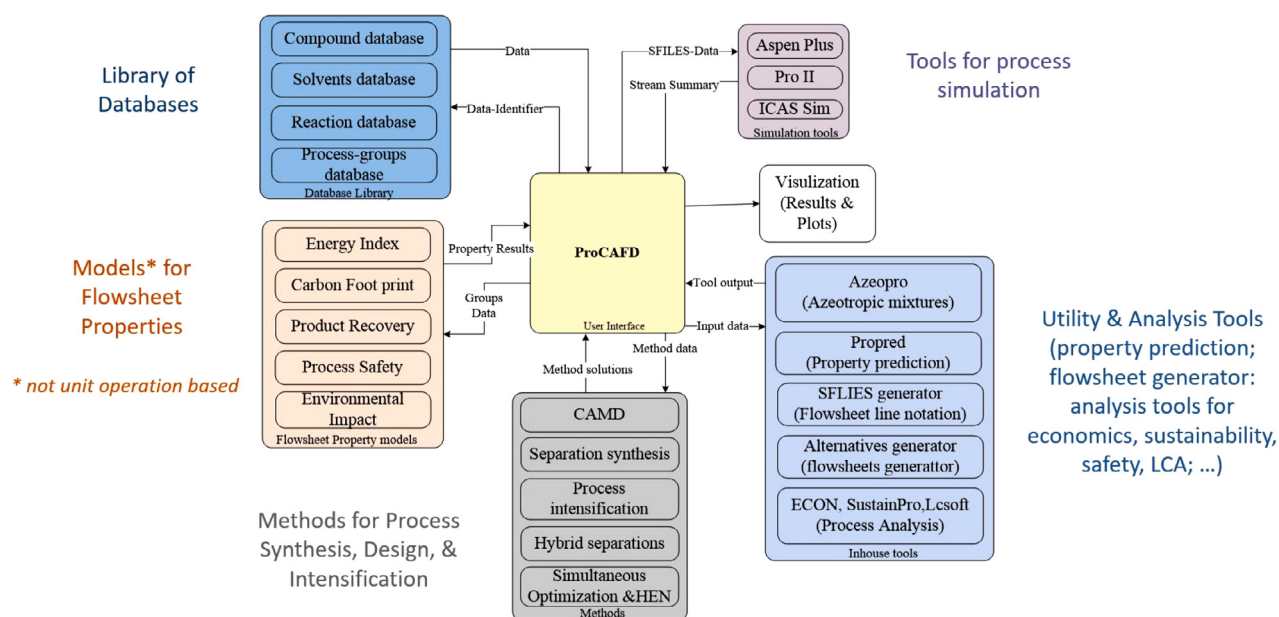 Library of
Databases
Compound database
Solvents database
Reaction database
Process-groups
database
Database Library
Data
Data-Identifier
SFILES-Data
Stream Summary
Aspen Plus
Pro II
ICAS Sim
Simulation tools
Tools for process
simulation
Visulization
(Results &
Plots)
ProCAFD
User Interface
Models* for
Flowsheet
Properties
* not unit operation based
Energy Index
Carbon Foot print
Product Recovery
Process Safety
Environmental
Impact
Flowsheet Property models
Property Results
Groups
Data
Tool output
Input data
Method data
Method solutions
Azeopro
(Azeotropic mixtures)
Propred
(Property prediction)
SFLIES generator
(Flowsheet line notation)
Alternatives generator
(flowsheets generattor)
ECON, SustainPro,Lcsoft
(Process Analysis)
Inhouse tools
Utility & Analysis Tools
(property prediction;
flowsheet generator:
analysis tools for
economics, sustainability,
safety, LCA; …)
Methods for Process
Synthesis, Design, &
Intensification
CAMD
Separation synthesis
Process
intensification
Hybrid separations
Simultaneous
Optimization &HEN
Methods